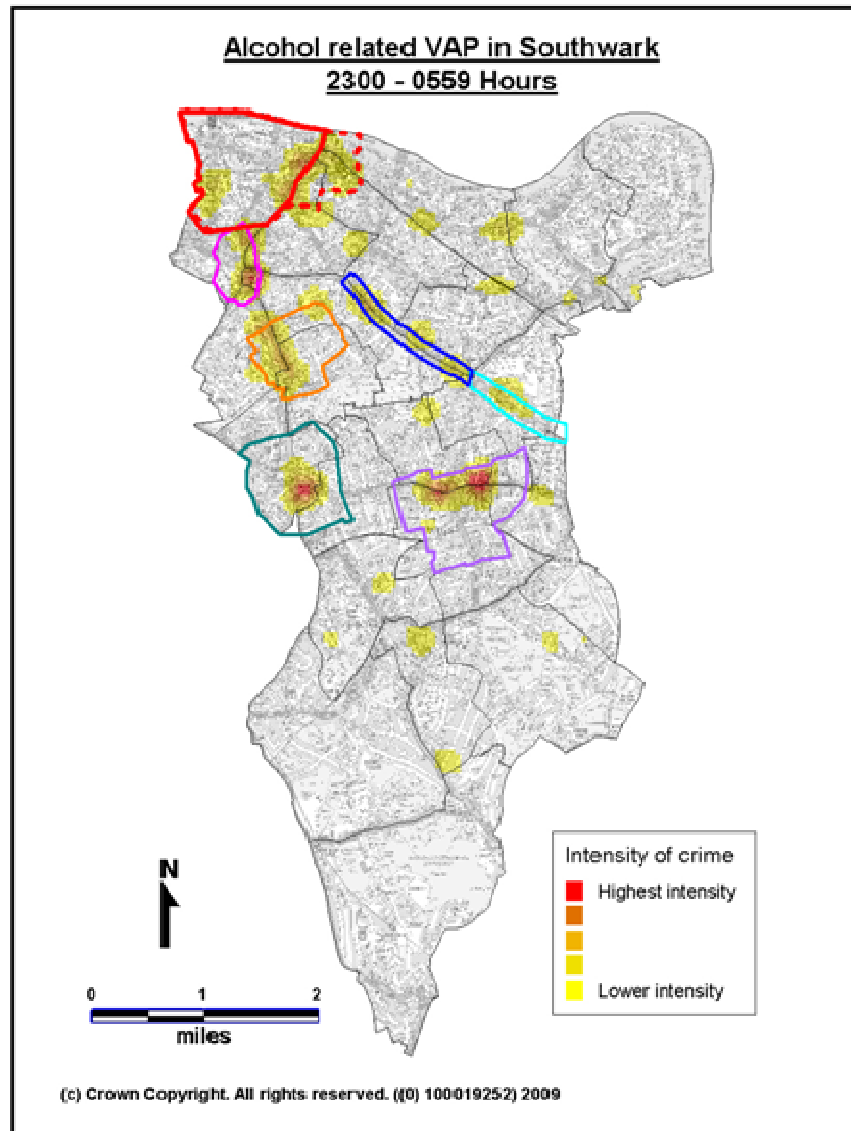 Alcohol related VAP in Southwark
2300 - 0559 Hours
Intensity of crime
Highest intensity
Lower intensity
N
0 1 2
miles
(c) Crown Copyright. All rights reserved. ((0) 100019252) 2009